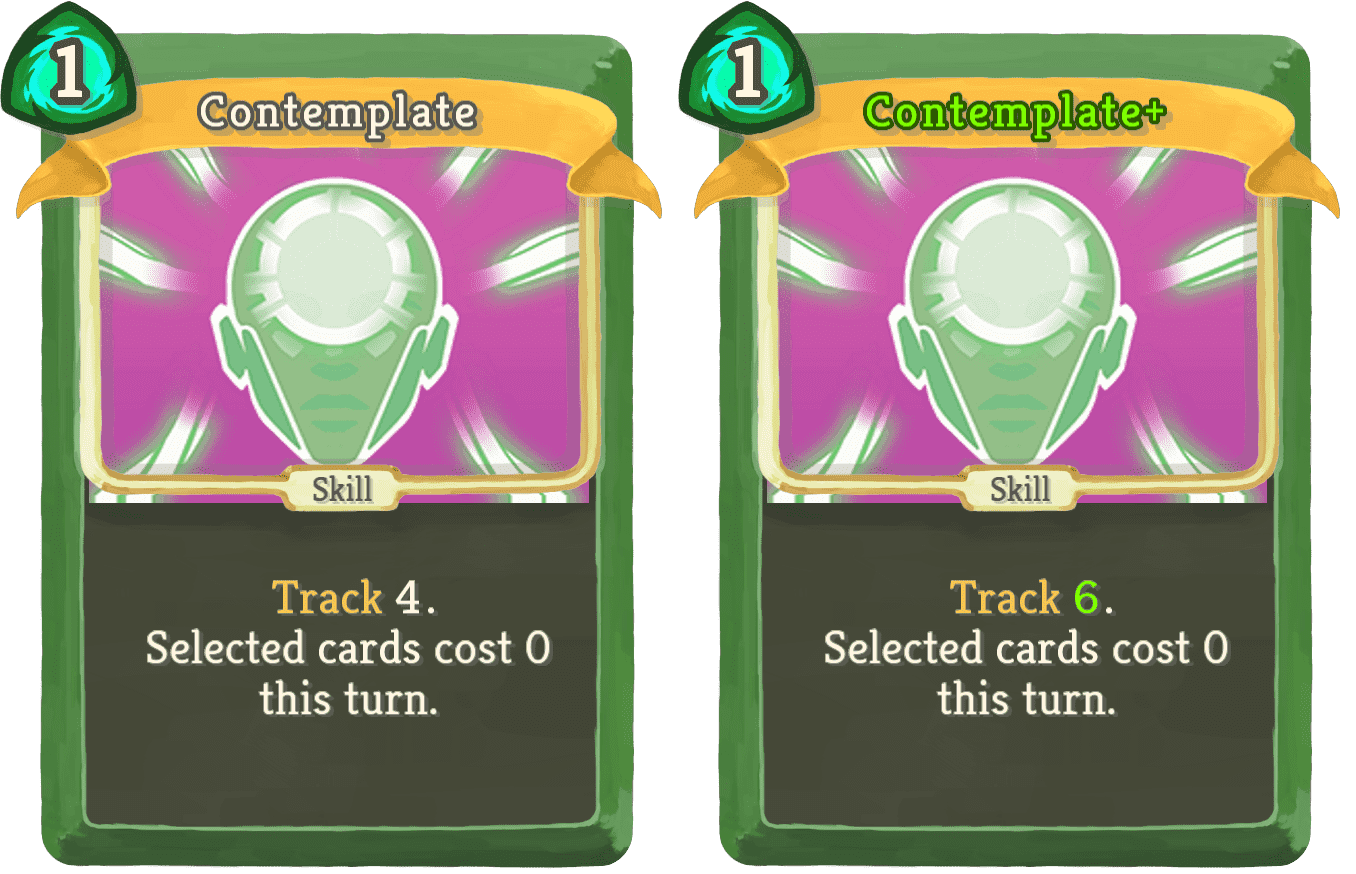 1
Contemplate
Skill
Track 4.
Selected cards cost 0
this turn.
1
Contemplate+
Skill
Track 6.
Selected cards cost 0
this turn.